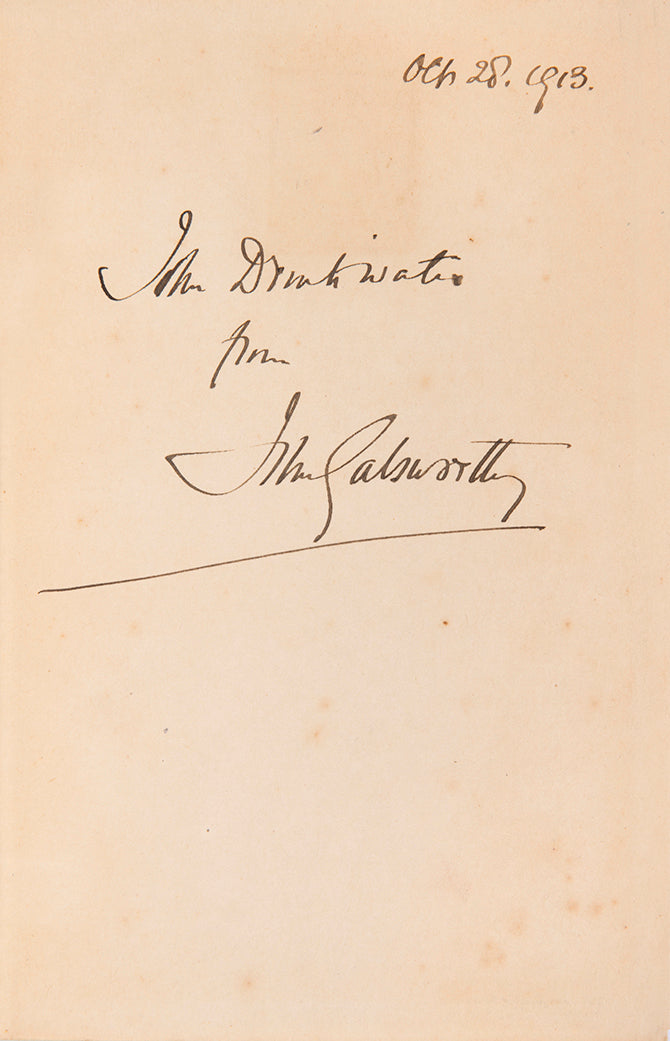 Oct 28. 1913.
John Drinkwater
from
John Galsworthy